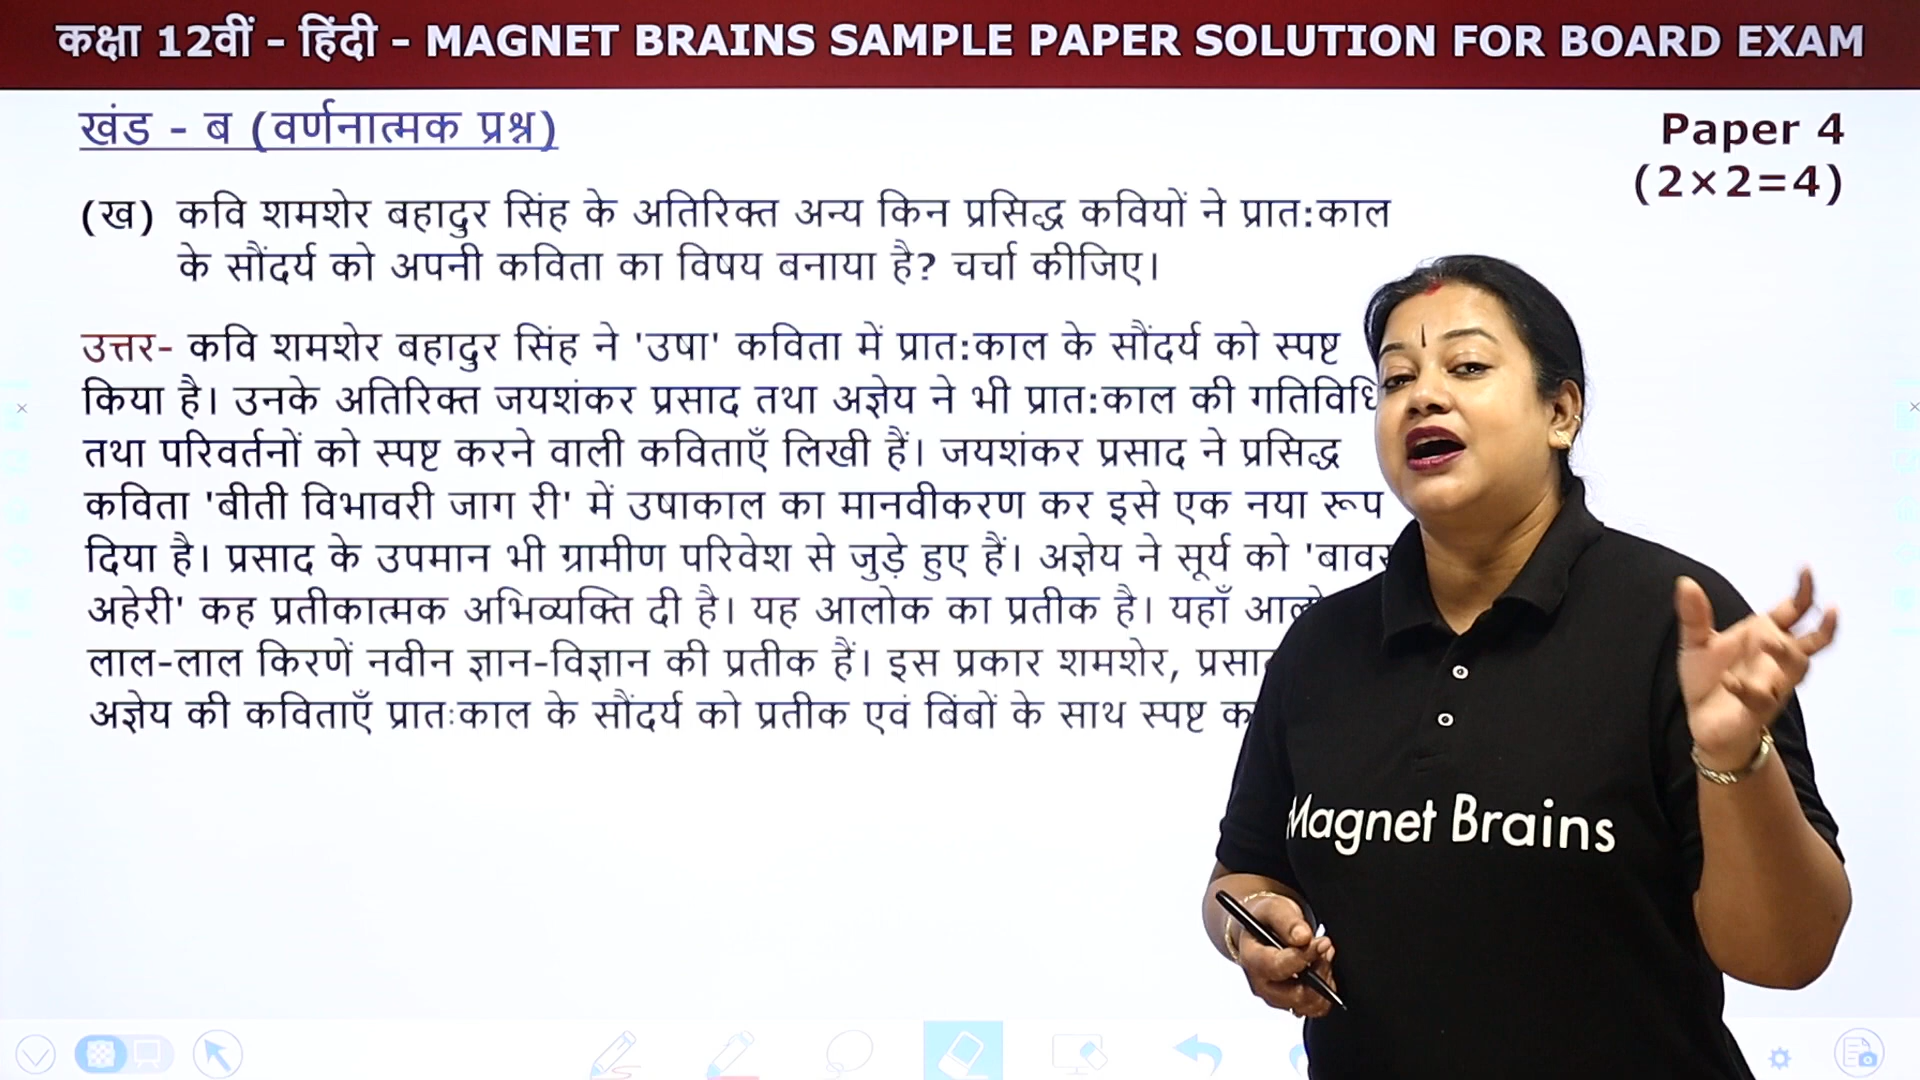 कक्षा 12वीं - हिंदी - MAGNET BRAINS SAMPLE PAPER SOLUTION FOR BOARD EXAM
खंड - ब (वर्णनात्मक प्रश्न)
Paper 4
(2×2=4)
(ख) कवि शमशेर बहादुर सिंह के अतिरिक्त अन्य किन प्रसिद्ध कवियों ने प्रात:काल
के सौंदर्य को अपनी कविता का विषय बनाया है? चर्चा कीजिए।
उत्तर- कवि शमशेर बहादुर सिंह ने 'उषा' कविता में प्रात:काल के सौंदर्य को स्पष्ट
किया है। उनके अतिरिक्त जयशंकर प्रसाद तथा अज्ञेय ने भी प्रात:काल की गतिविधि
तथा परिवर्तनों को स्पष्ट करने वाली कविताएँ लिखी हैं। जयशंकर प्रसाद ने प्रसिद्ध
कविता 'बीती विभावरी जाग री' में उषाकाल का मानवीकरण कर इसे एक नया रूप
दिया है। प्रसाद के उपमान भी ग्रामीण परिवेश से जुड़े हुए हैं। अज्ञेय ने सूर्य को
अहेरी' कह प्रतीकात्मक अभिव्यक्ति दी है। यह आलोक का प्रतीक है। यहाँ
लाल-लाल किरणें नवीन ज्ञान-विज्ञान की प्रतीक हैं। इस प्रकार शमशेर,
अज्ञेय की कविताएँ प्रातःकाल के सौंदर्य को प्रतीक एवं बिंबों के साथ स्पष्ट
Magnet Brains